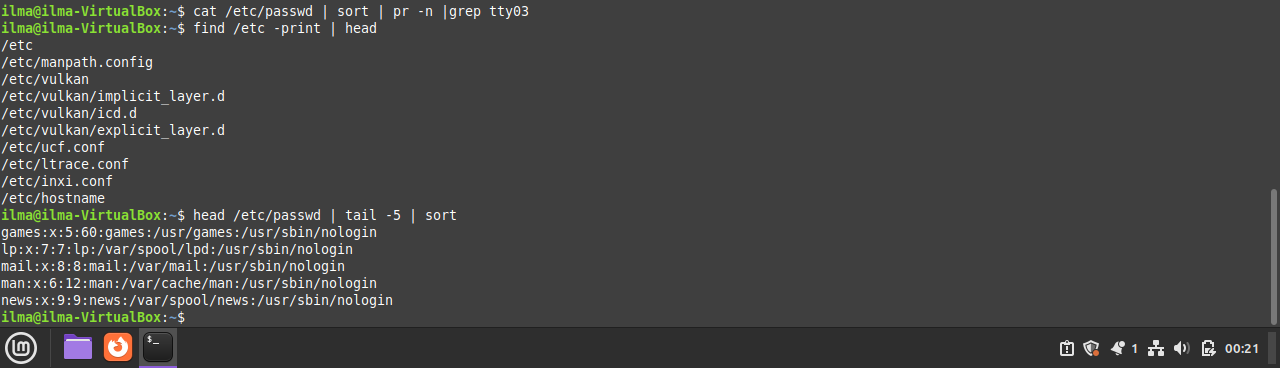 ilma@ilma-VirtualBox:~$ cat /etc/passwd | sort | pr -n |grep tty03
ilma@ilma-VirtualBox:~$ find /etc -print | head
/etc
/etc/manpath.config
/etc/vulkan
/etc/vulkan/implicit_layer.d
/etc/vulkan/icd.d
/etc/vulkan/explicit_layer.d
/etc/ucf.conf
/etc/ltrace.conf
/etc/inxi.conf
/etc/hostname
ilma@ilma-VirtualBox:~$ head /etc/passwd | tail -5 | sort
games:x:5:60:games:/usr/games:/usr/sbin/nologin
lp:x:7:7:lp:/var/spool/lpd:/usr/sbin/nologin
mail:x:8:8:mail:/var/mail:/usr/sbin/nologin
man:x:6:12:man:/var/cache/man:/usr/sbin/nologin
news:x:9:9:news:/var/spool/news:/usr/sbin/nologin
ilma@ilma-VirtualBox:~$
$_ 1 00:21